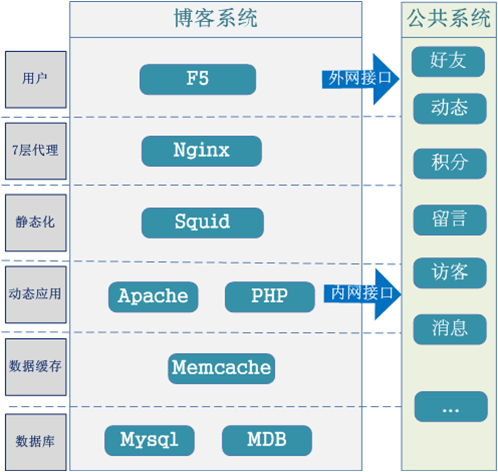 博客系统
公共系统
用户
F5
外网接口
好友
动态
7层代理
Nginx
积分
静态化
Squid
留言
动态应用
Apache
PHP
内网接口
访客
消息
数据缓存
Memcache
...
数据库
Mysql
MDB